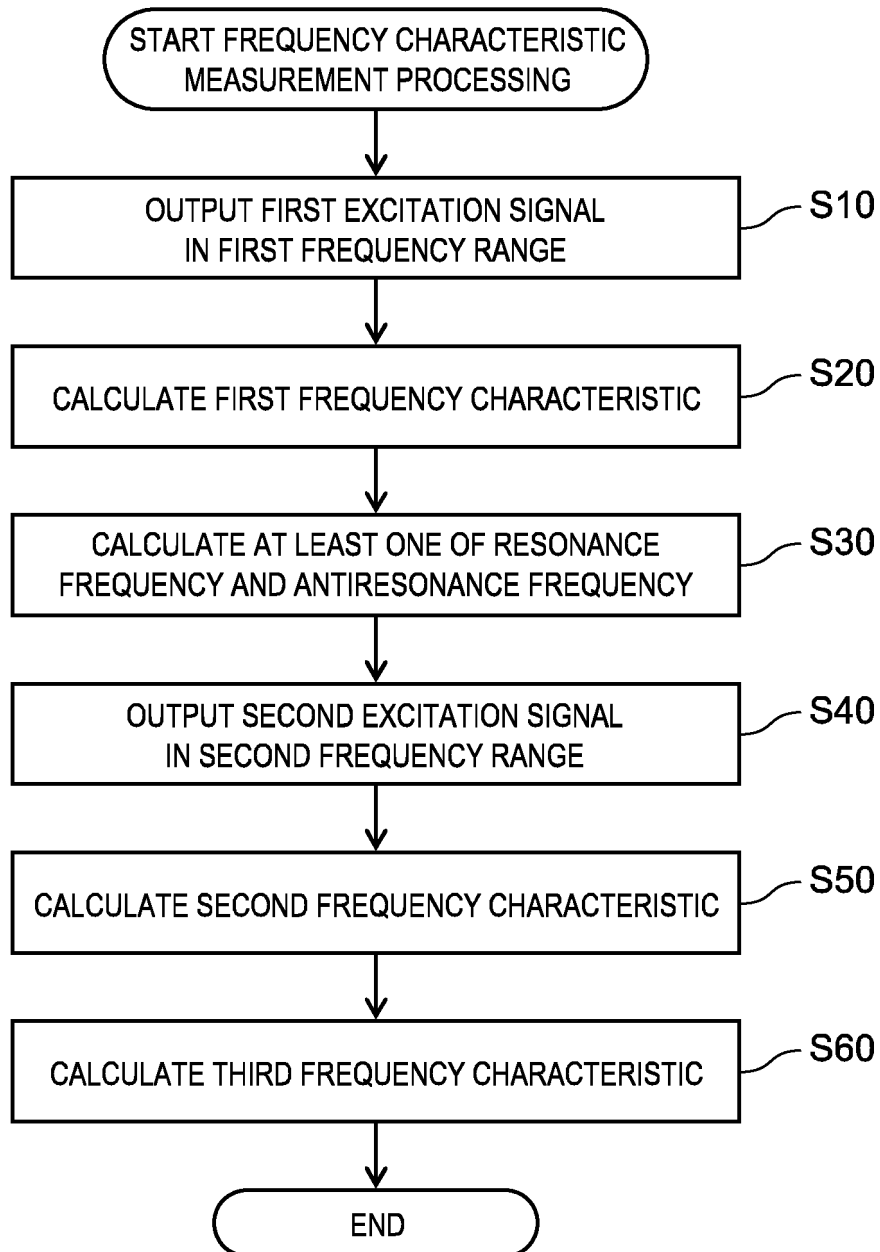 START FREQUENCY CHARACTERISTIC
MEASUREMENT PROCESSING
OUTPUT FIRST EXCITATION SIGNAL
IN FIRST FREQUENCY RANGE
S10
CALCULATE FIRST FREQUENCY CHARACTERISTIC
S20
CALCULATE AT LEAST ONE OF RESONANCE
FREQUENCY AND ANTIRESONANCE FREQUENCY
S30
OUTPUT SECOND EXCITATION SIGNAL
IN SECOND FREQUENCY RANGE
S40
CALCULATE SECOND FREQUENCY CHARACTERISTIC
S50
CALCULATE THIRD FREQUENCY CHARACTERISTIC
S60
END